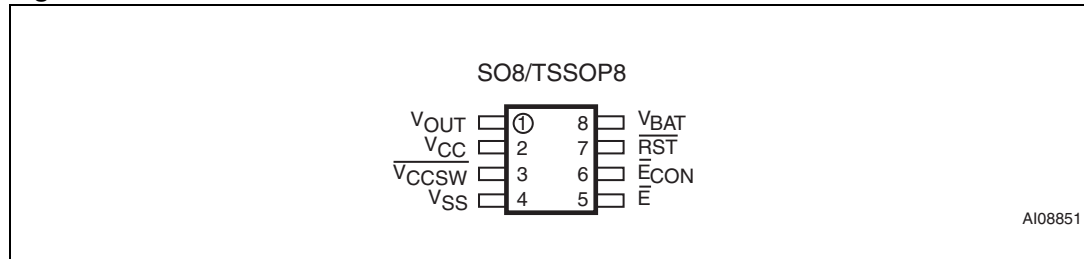 SO8/TSSOP8
VOUT 1 8 VBAT
VCC 2 7 RST
VCCSW 3 6 ECON
VSS 4 5 E
AI08851